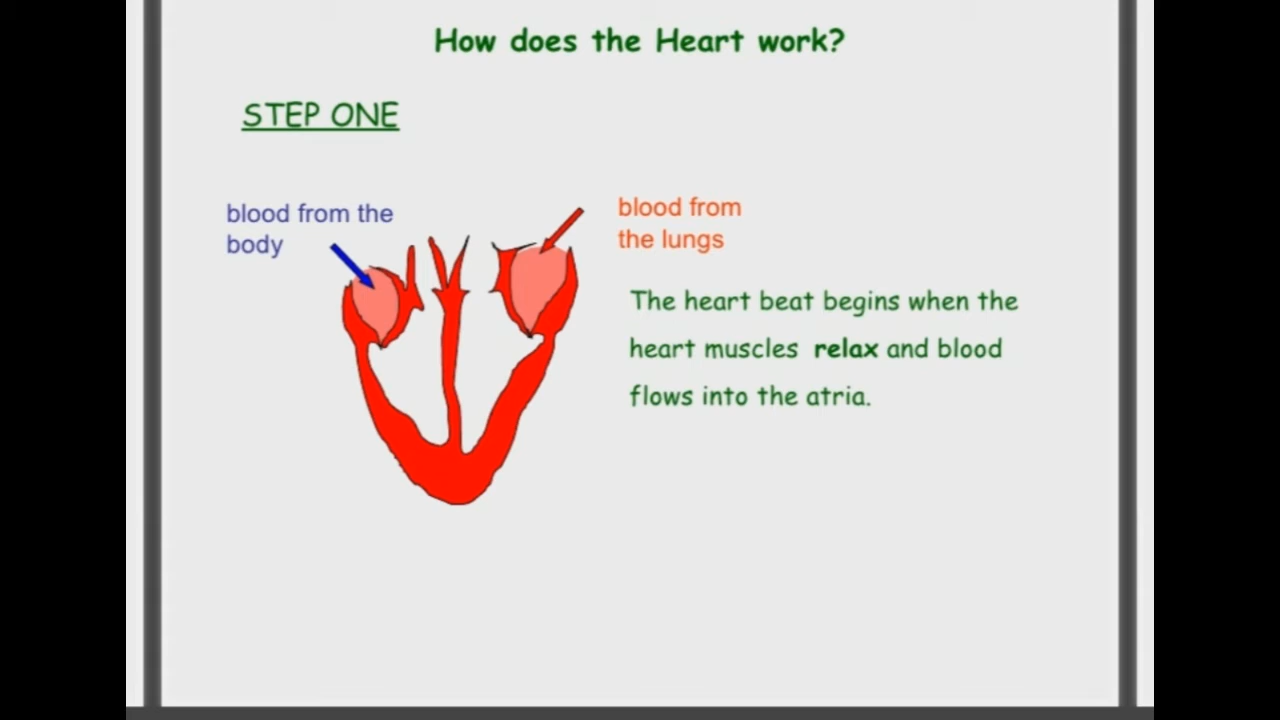 How does the Heart work?
STEP ONE
blood from the
body
blood from
the lungs
The heart beat begins when the
heart muscles relax and blood
flows into the atria.